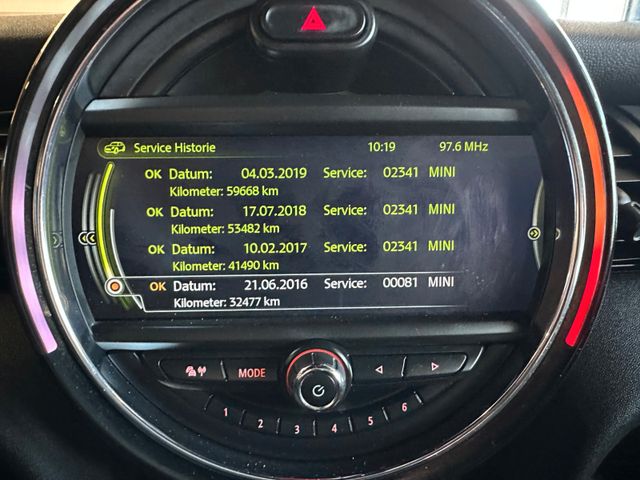 Service Historie 10:19 97.6 MHz
OK Datum: 04.03.2019 Service: 02341 MINI
Kilometer: 59668 km
OK Datum: 17.07.2018 Service: 02341 MINI
Kilometer: 53482 km
OK Datum: 10.02.2017 Service: 02341 MINI
Kilometer: 41490 km
OK Datum: 21.06.2016 Service: 00081 MINI
Kilometer: 32477 km
MODE
1 2 3 4 5 6